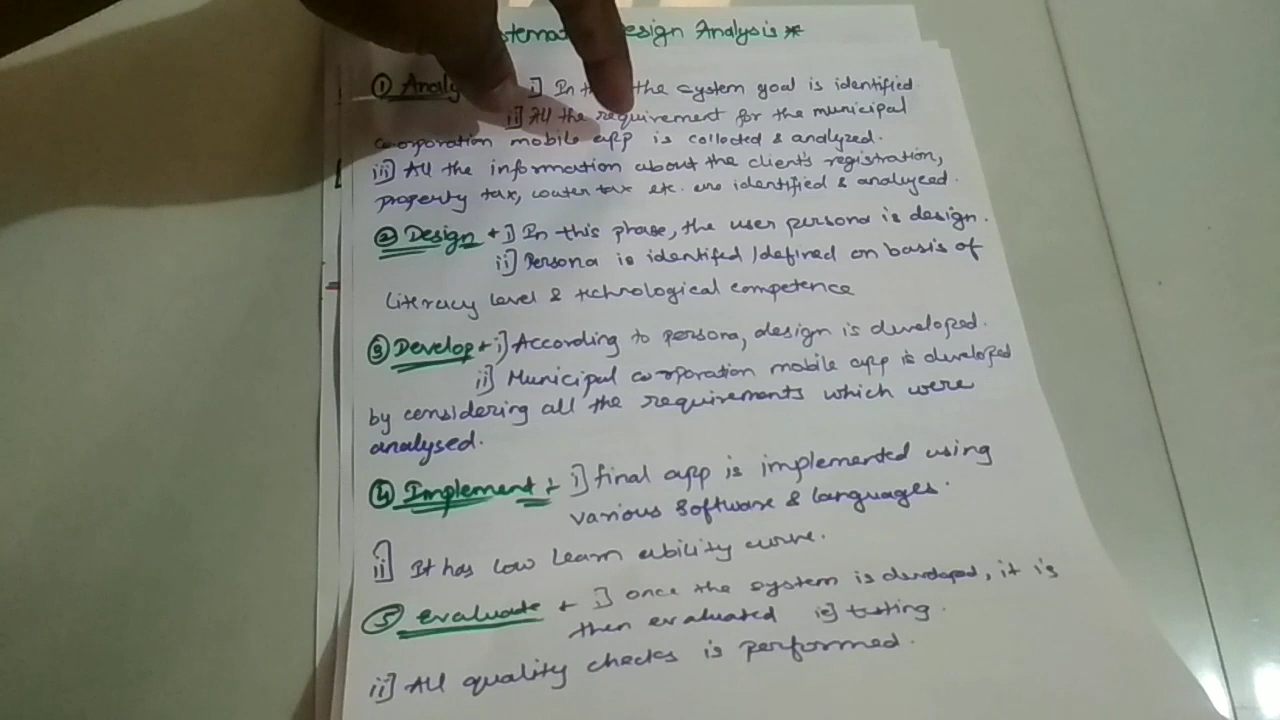 esign Analysis *
① Analy i] In the system goal is identified
ii] All the requirement for the municipal
corporation mobile app is collected & analyzed.
iii] All the information about the client's registration,
property tax, water tax etc. are identified & analyzed.
② Design + i] In this phase, the user persona is design.
ii] Persona is identifed / defined on basis of
literacy level & technological competence
③ Develop + i] According to persona, design is developed.
ii] Municipal corporation mobile app is developed
by considering all the requirements which were
analysed.
④ Implement + i] final app is implemented using
various software & languages.
ii] It has low learn ability curve.
⑤ evaluate + i] once the system is developed, it is
then evaluated ie] testing.
ii] All quality checks is performed.